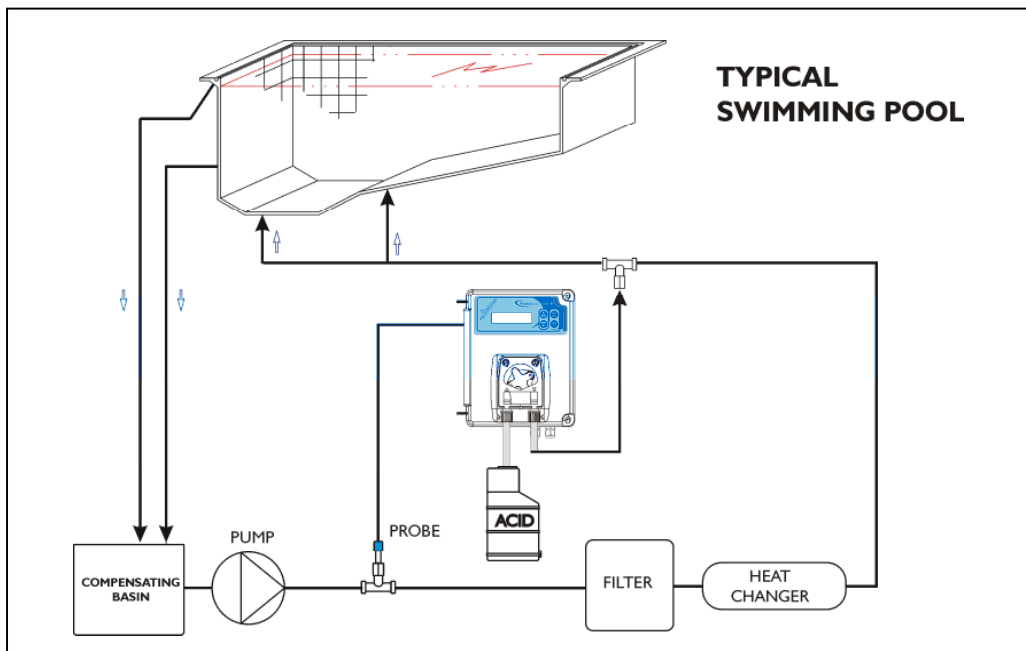 TYPICAL
SWIMMING POOL
PUMP
PROBE
ACID
COMPENSATING
BASIN
FILTER
HEAT
CHANGER